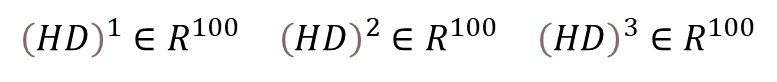 (HD)¹ ∈ R¹⁰⁰ (HD)² ∈ R¹⁰⁰ (HD)³ ∈ R¹⁰⁰